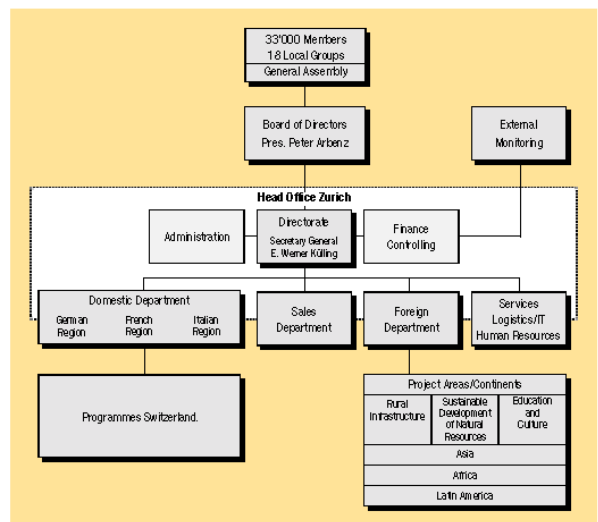 33'000 Members
18 Local Groups
General Assembly
Board of Directors
Pres. Peter Arbenz
External
Monitoring
Head Office Zurich
Administration
Directorate
Secretary General
E. Werner Külling
Finance
Controlling
Domestic Department
German
Region
French
Region
Italian
Region
Sales
Department
Foreign
Department
Services
Logistics/IT
Human Resources
Programmes Switzerland.
Project Areas/Continents
Rural
Infrastructure
Sustainable
Development
of Natural
Resources
Education
and
Culture
Asia
Africa
Latin America